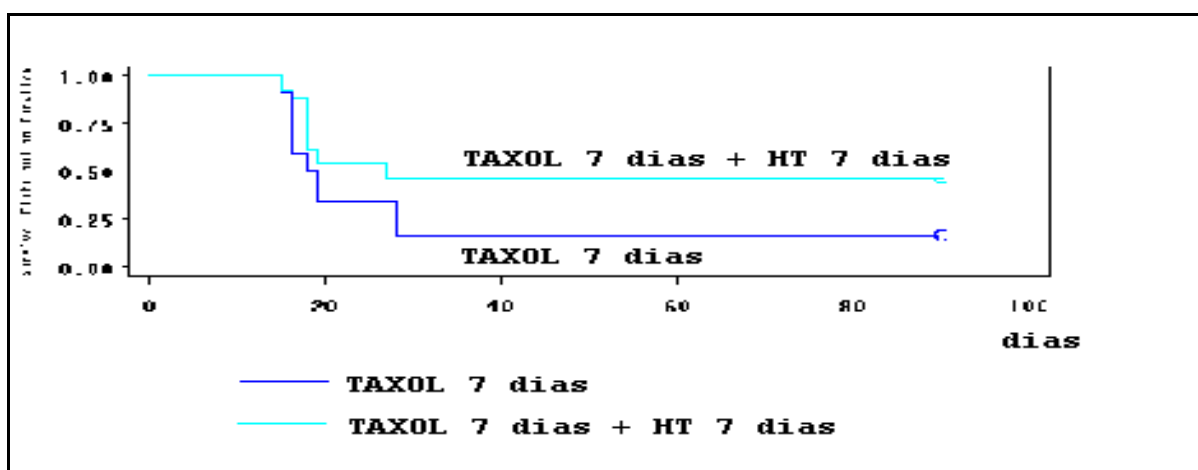 1.00
0.75
TAXOL 7 dias + HT 7 dias
0.50
0.25
TAXOL 7 dias
0.00
0 20 40 60 80 100
dias
TAXOL 7 dias
TAXOL 7 dias + HT 7 dias